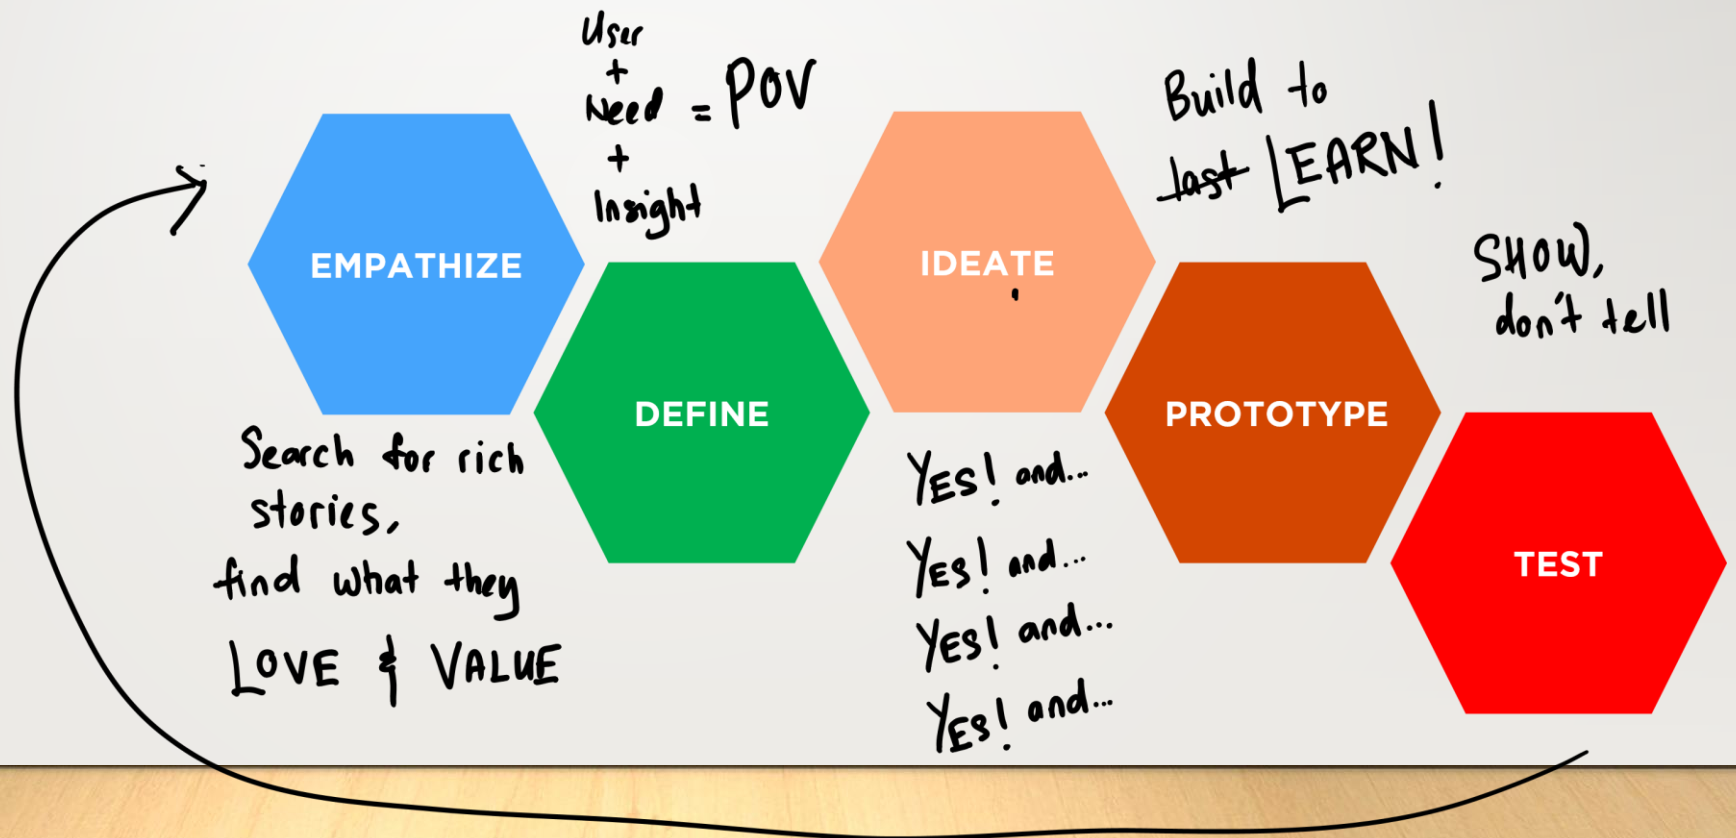 User
+
Need = POV
+
Insight
EMPATHIZE
Search for rich
stories,
find what they
LOVE & VALUE
DEFINE
IDEATE
YES! and...
YES! and...
YES! and...
YES! and...
Build to
last LEARN!
PROTOTYPE
SHOW,
don't tell
TEST